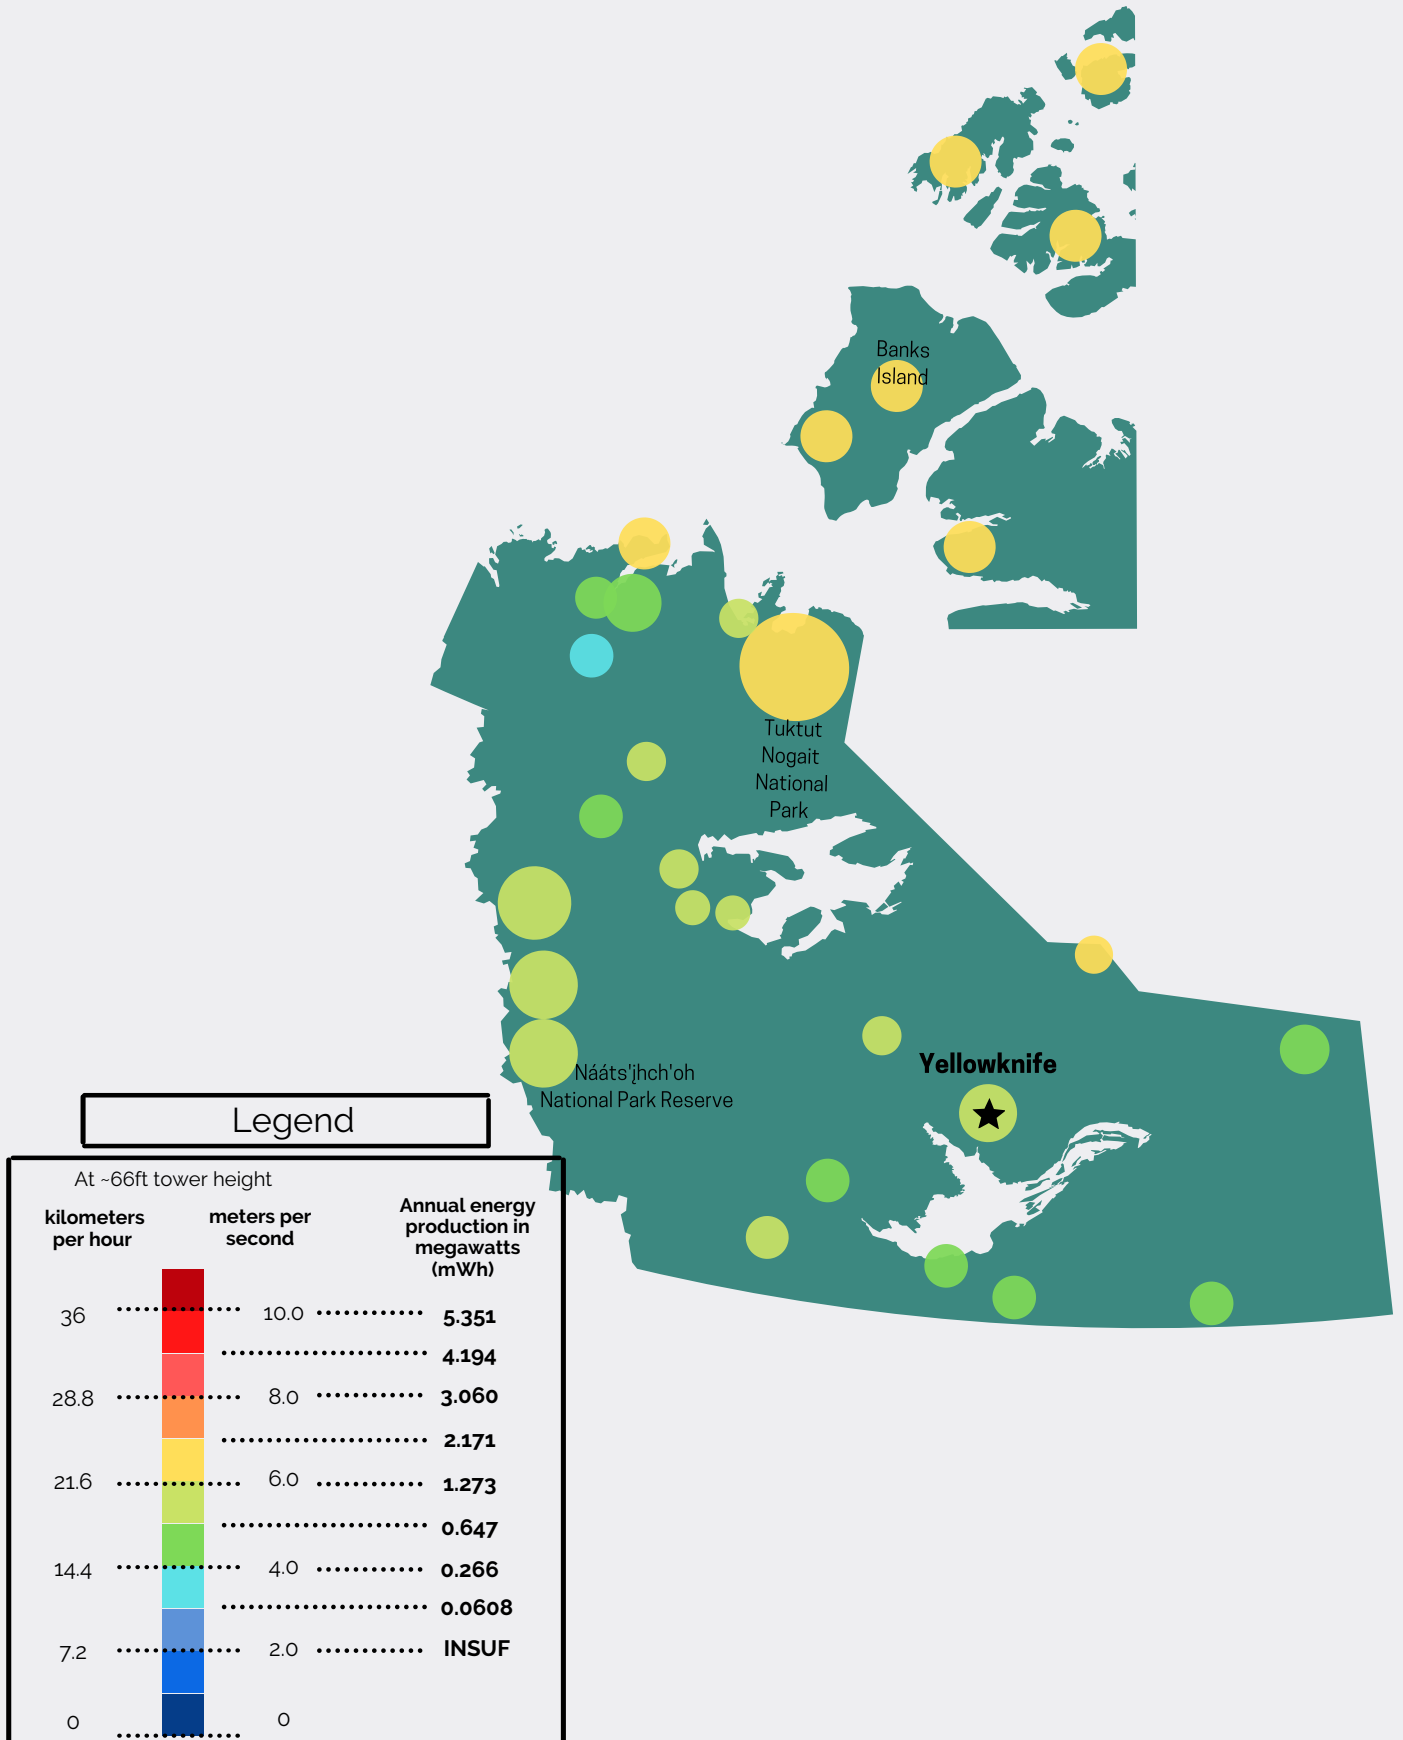 Banks
Island
Tuktut
Nogait
National
Park
Yellowknife
Nááts'įhch'oh
National Park Reserve
Legend
At ~66ft tower height
kilometers
per hour
meters per
second
Annual energy
production in
megawatts
(mWh)
36
10.0
5.351
4.194
28.8
8.0
3.060
2.171
21.6
6.0
1.273
0.647
14.4
4.0
0.266
0.0608
7.2
2.0
INSUF
0
0